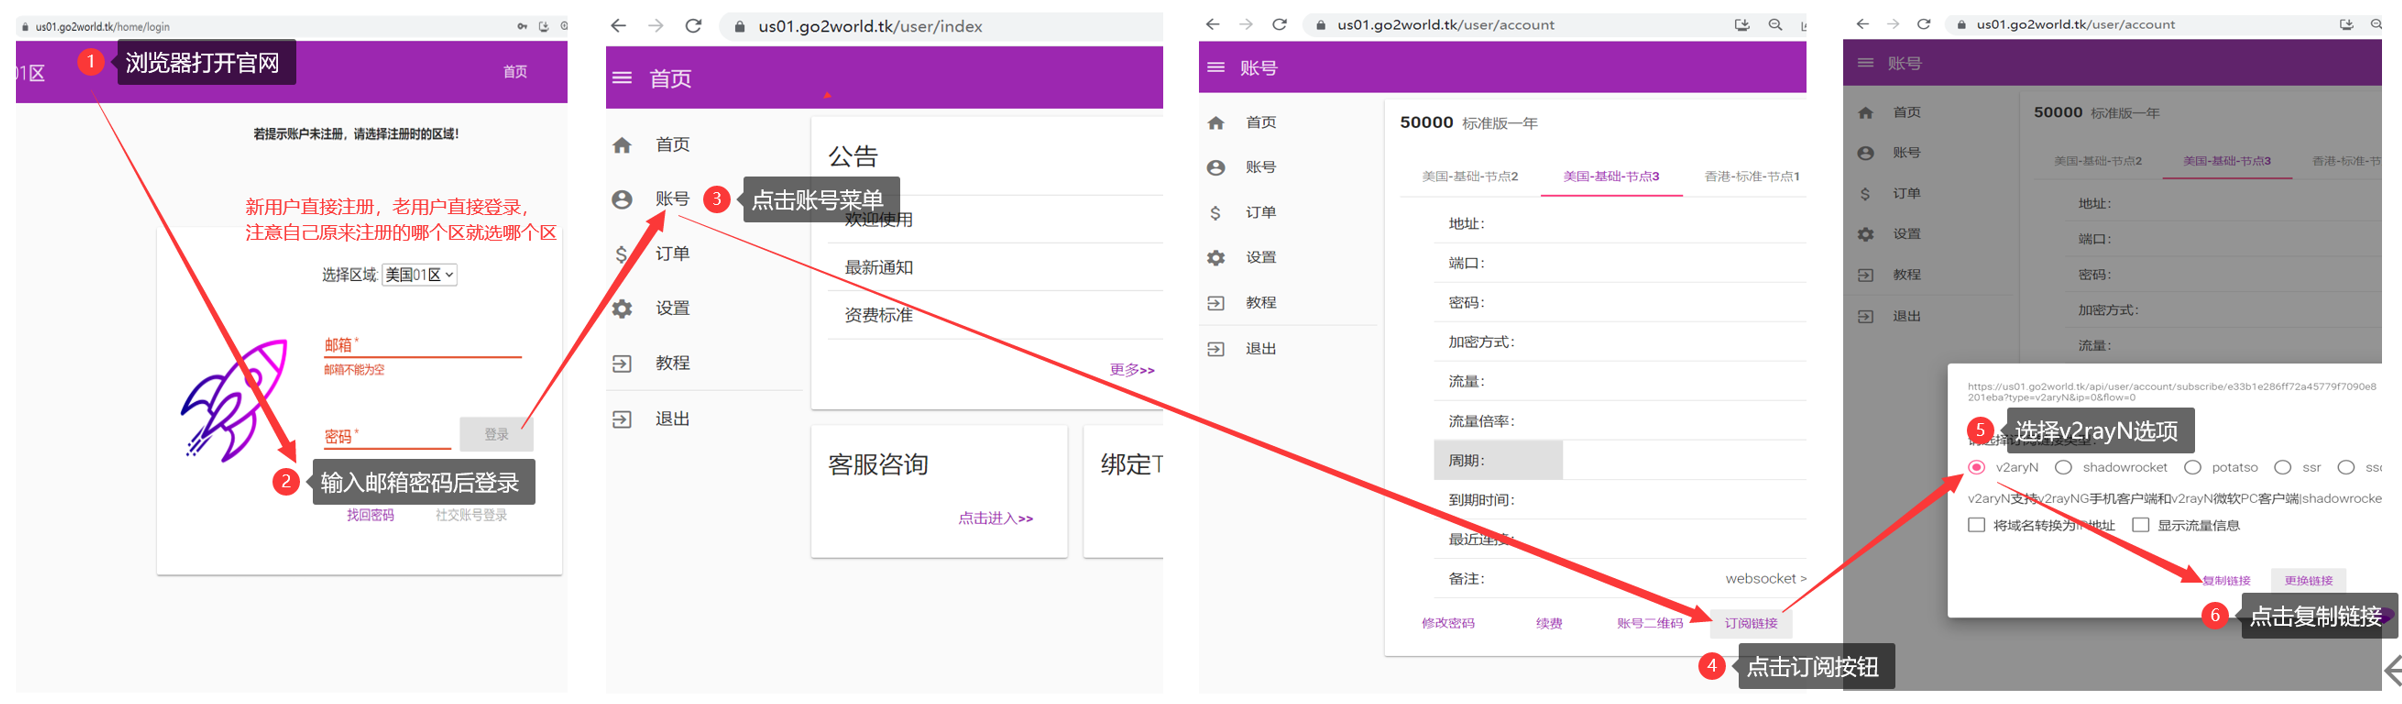 us01.go2world.tk/home/login
01区
1
浏览器打开官网
首页
若提示账户未注册，请选择注册时的区域！
新用户直接注册，老用户直接登录，
注意自己原来注册的哪个区就选哪个区
选择区域: 美国01区
邮箱 *
邮箱不能为空
密码 *
登录
2
输入邮箱密码后登录
找回密码
社交账号登录
us01.go2world.tk/user/index
首页
首页
账号
订单
设置
教程
退出
3
点击账号菜单
公告
欢迎使用
最新通知
资费标准
更多>>
客服咨询
点击进入>>
绑定T
us01.go2world.tk/user/account
账号
首页
账号
订单
设置
教程
退出
50000 标准版一年
美国-基础-节点2
美国-基础-节点3
香港-标准-节点1
地址：
端口：
密码：
加密方式：
流量：
流量倍率：
周期：
到期时间：
最近连接：
备注：
websocket >
修改密码
续费
账号二维码
订阅链接
4
点击订阅按钮
us01.go2world.tk/user/account
账号
首页
账号
订单
设置
教程
退出
50000 标准版一年
美国-基础-节点2
美国-基础-节点3
香港-标准-节
地址：
端口：
密码：
加密方式：
流量：
https://us01.go2world.tk/api/user/account/subscribe/e33b1e286ff72a45779f7090e8
201eba?type=v2aryN&ip=0&flow=0
5
选择v2rayN选项
v2aryN
shadowrocket
potatso
ssr
ss
v2aryN支持v2rayNG手机客户端和v2rayN微软PC客户端|shadowrocke
将域名转换为IP地址
显示流量信息
复制链接
更换链接
6
点击复制链接